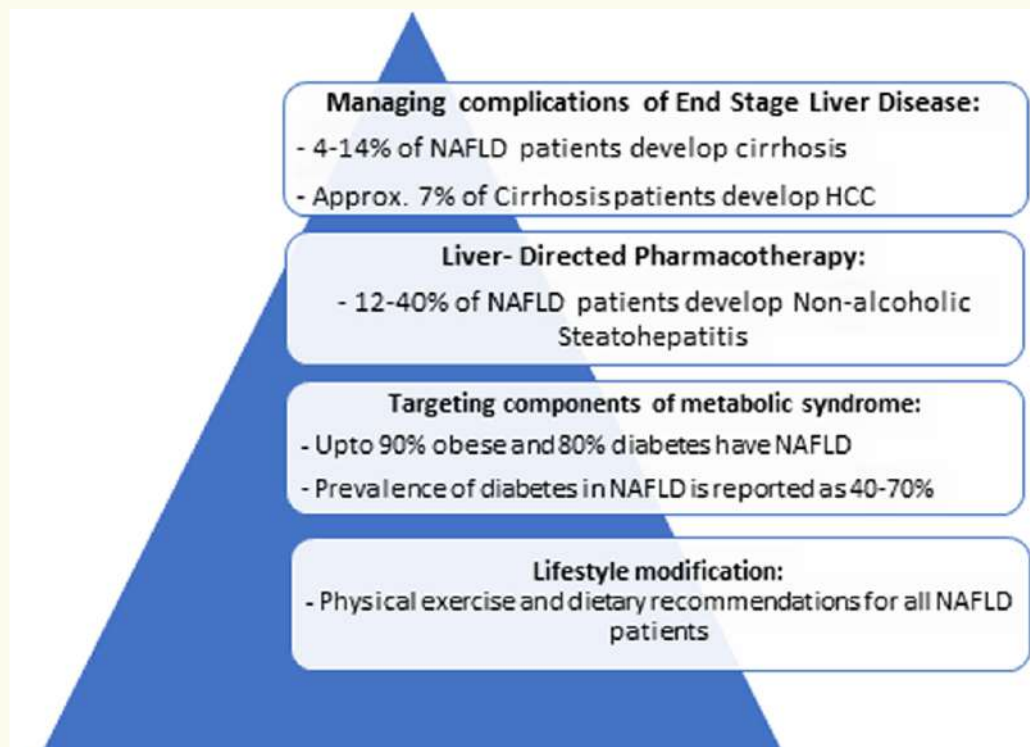 Managing complications of End Stage Liver Disease:
- 4-14% of NAFLD patients develop cirrhosis
- Approx. 7% of Cirrhosis patients develop HCC
Liver- Directed Pharmacotherapy:
- 12-40% of NAFLD patients develop Non-alcoholic
Steatohepatitis
Targeting components of metabolic syndrome:
- Upto 90% obese and 80% diabetes have NAFLD
- Prevalence of diabetes in NAFLD is reported as 40-70%
Lifestyle modification:
- Physical exercise and dietary recommendations for all NAFLD
patients